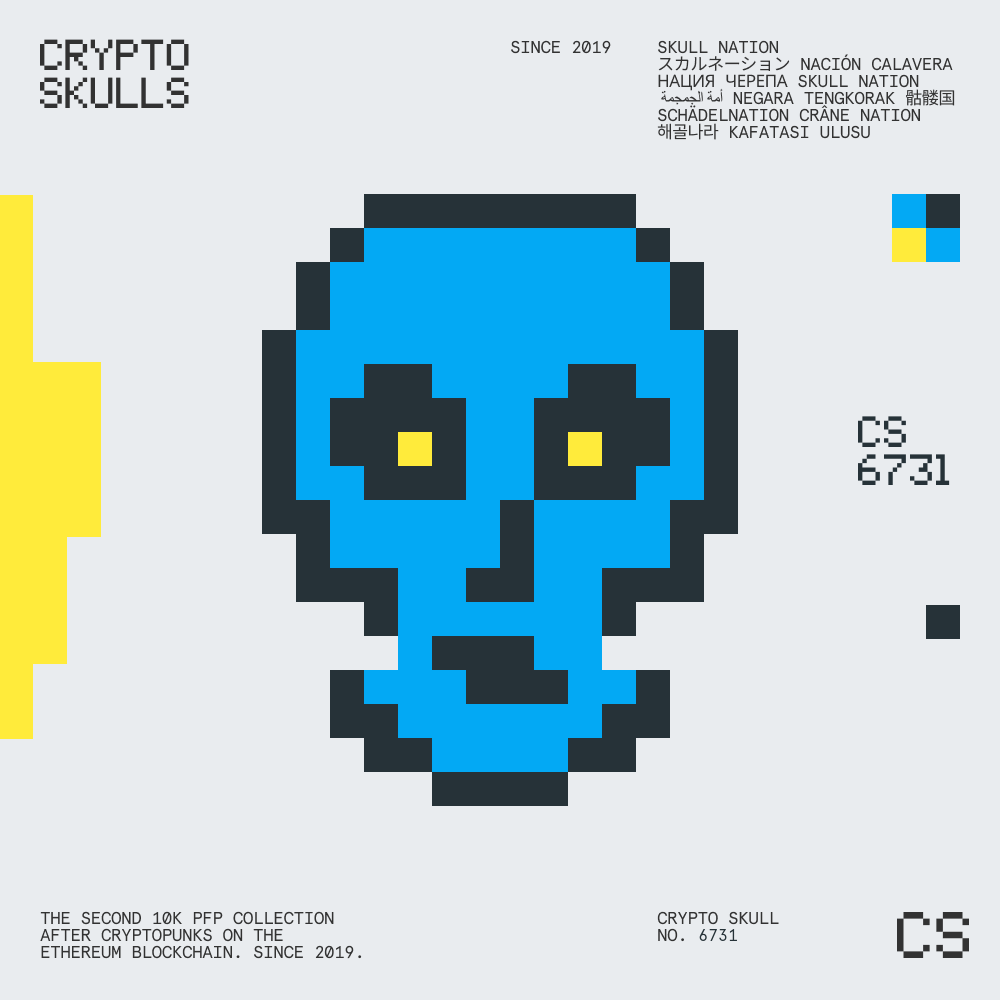 CRYPTO
SKULLS
SINCE 2019
SKULL NATION
スカルネーション NACIÓN CALAVERA
НАЦИЯ ЧЕРЕПА SKULL NATION
أمة الجمجمة NEGARA TENGKORAK 骷髅国
SCHÄDELNATION CRÂNE NATION
해골나라 KAFATASI ULUSU
CS
6731
THE SECOND 10K PFP COLLECTION
AFTER CRYPTOPUNKS ON THE
ETHEREUM BLOCKCHAIN. SINCE 2019.
CRYPTO SKULL
NO. 6731
CS